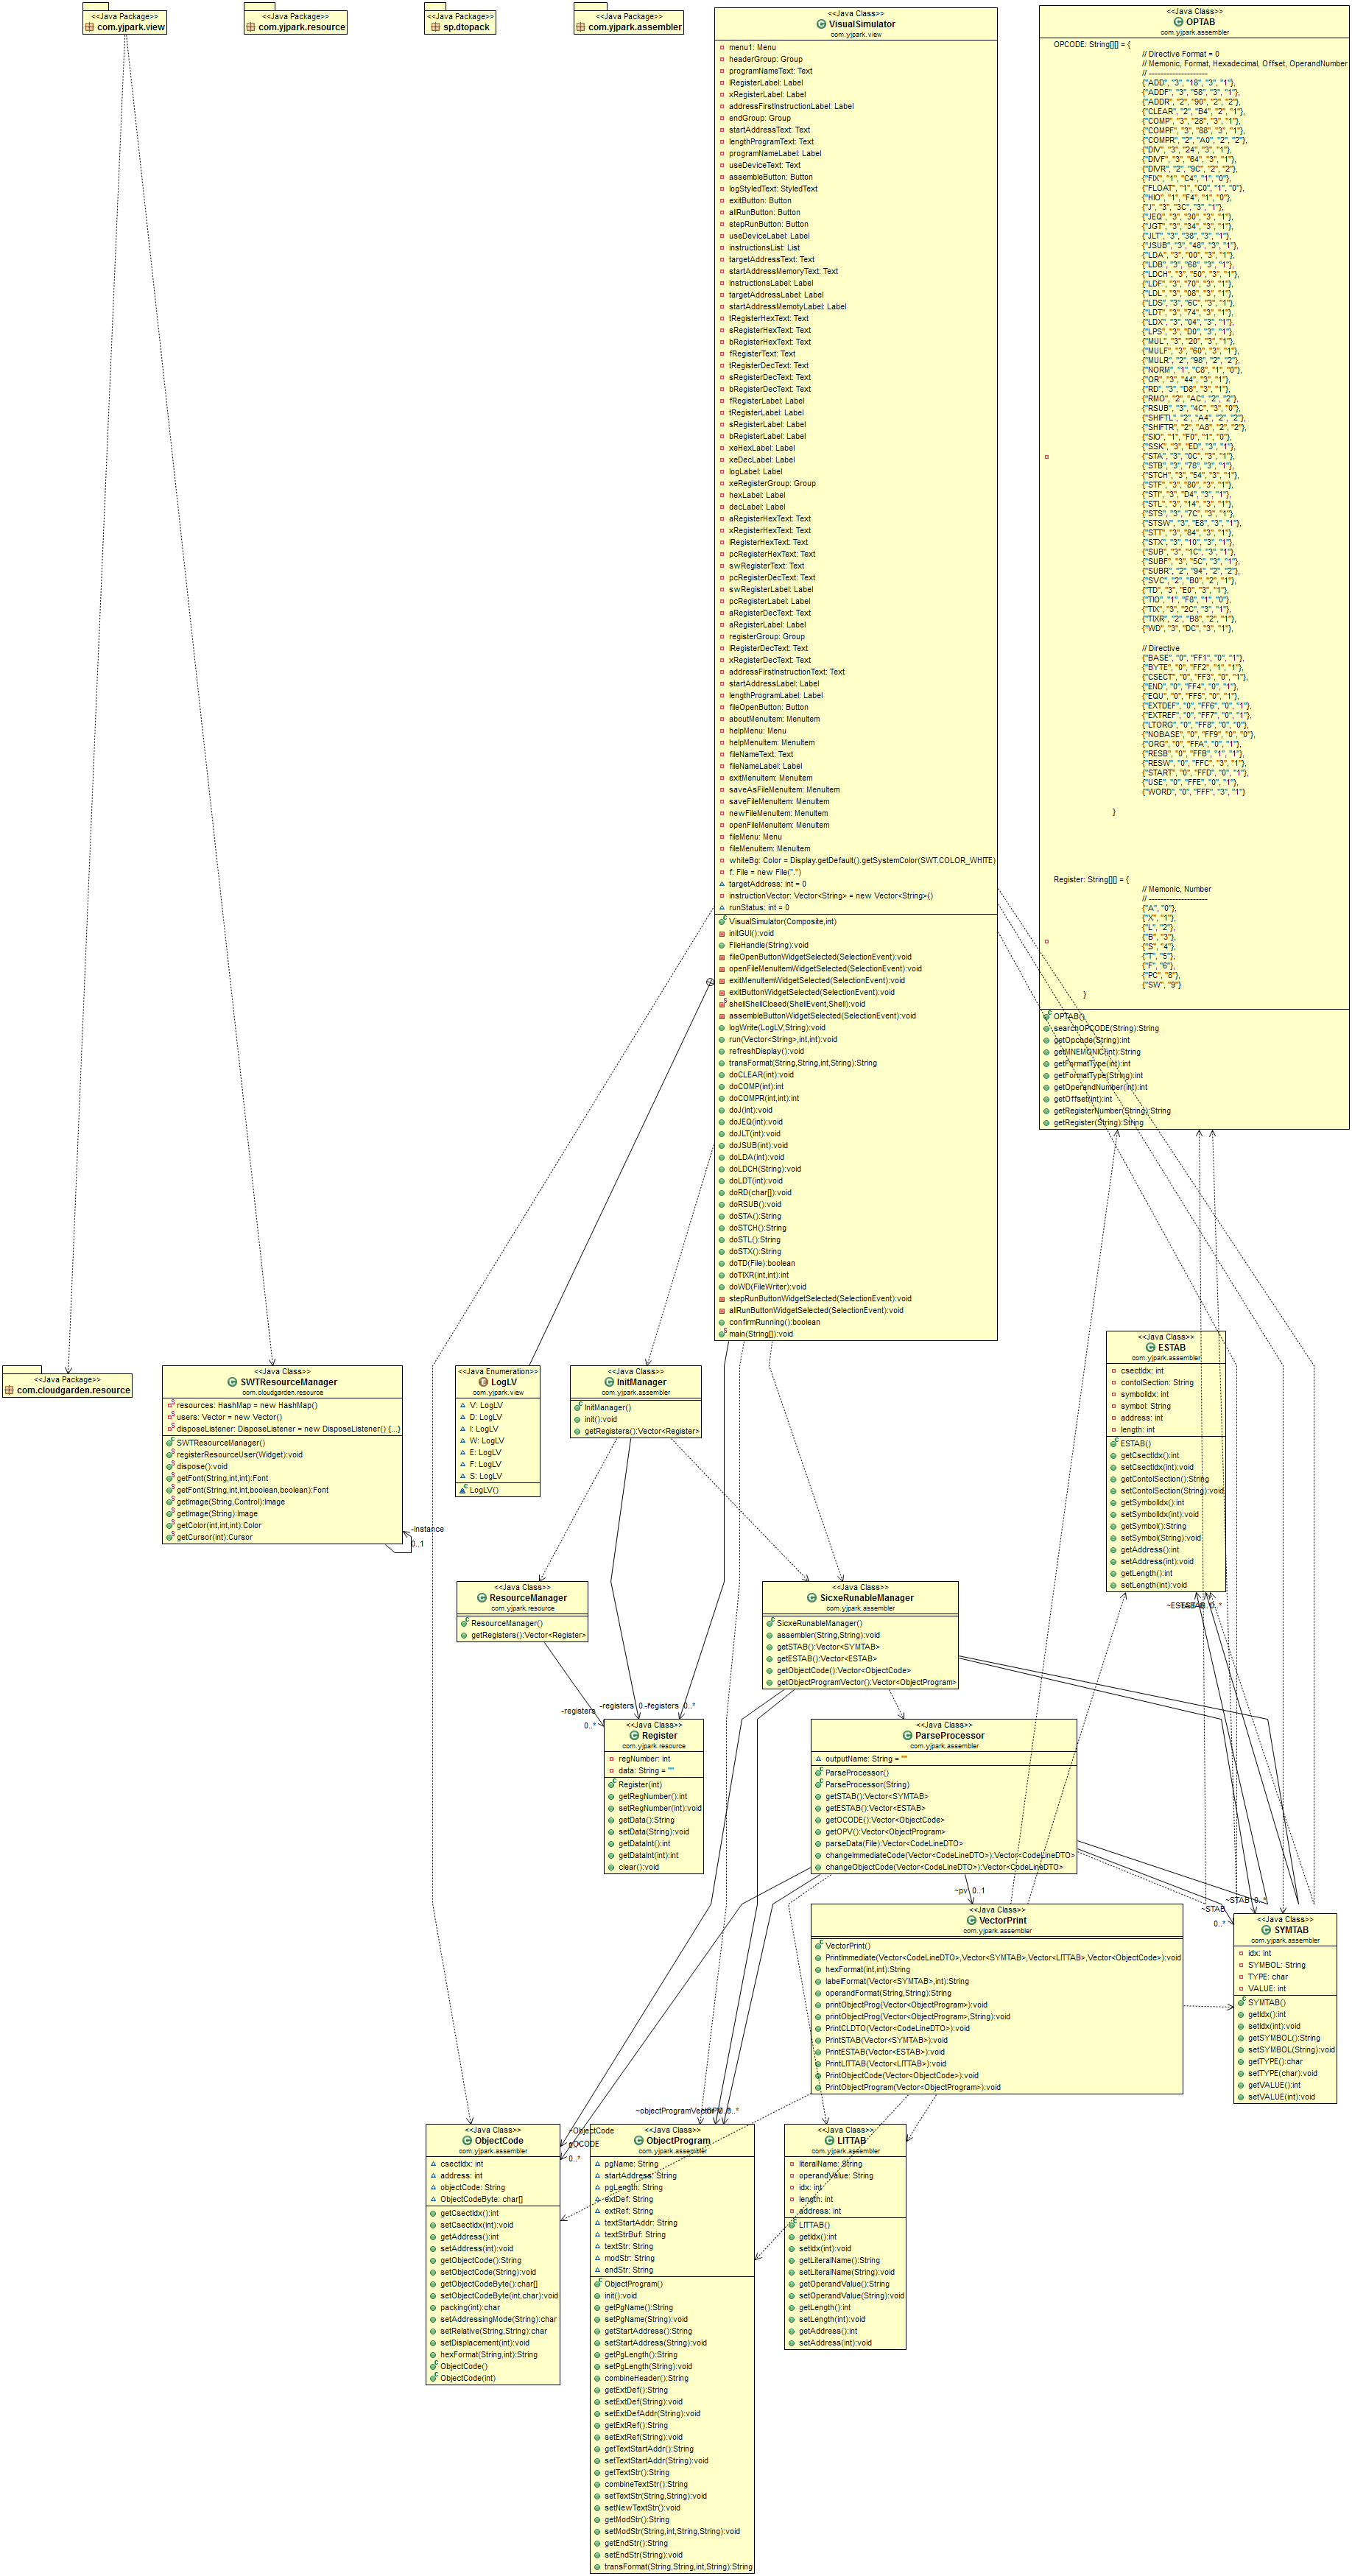 <<Java Package>>
com.yjpark.view
<<Java Package>>
com.yjpark.resource
<<Java Package>>
sp.dtopack
<<Java Package>>
com.yjpark.assembler
<<Java Class>>
VisualSimulator
com.yjpark.view
menu1: Menu
headerGroup: Group
programNameText: Text
lRegisterLabel: Label
xRegisterLabel: Label
addressFirstInstructionLabel: Label
endGroup: Group
startAddressText: Text
lengthProgramText: Text
programNameLabel: Label
useDeviceText: Text
assembleButton: Button
logStyledText: StyledText
exitButton: Button
allRunButton: Button
stepRunButton: Button
useDeviceLabel: Label
instructionsList: List
targetAddressText: Text
startAddressMemoryText: Text
instructionsLabel: Label
targetAddressLabel: Label
startAddressMemotyLabel: Label
tRegisterHexText: Text
sRegisterHexText: Text
bRegisterHexText: Text
fRegisterText: Text
tRegisterDecText: Text
sRegisterDecText: Text
bRegisterDecText: Text
fRegisterLabel: Label
tRegisterLabel: Label
sRegisterLabel: Label
bRegisterLabel: Label
xeHexLabel: Label
xeDecLabel: Label
logLabel: Label
xeRegisterGroup: Group
hexLabel: Label
decLabel: Label
aRegisterHexText: Text
xRegisterHexText: Text
lRegisterHexText: Text
pcRegisterHexText: Text
swRegisterText: Text
pcRegisterDecText: Text
swRegisterLabel: Label
pcRegisterLabel: Label
aRegisterDecText: Text
aRegisterLabel: Label
registerGroup: Group
lRegisterDecText: Text
xRegisterDecText: Text
addressFirstInstructionText: Text
startAddressLabel: Label
lengthProgramLabel: Label
fileOpenButton: Button
aboutMenuItem: MenuItem
helpMenu: Menu
helpMenuItem: MenuItem
fileNameText: Text
fileNameLabel: Label
exitMenuItem: MenuItem
saveAsFileMenuItem: MenuItem
saveFileMenuItem: MenuItem
newFileMenuItem: MenuItem
openFileMenuItem: MenuItem
fileMenu: Menu
fileMenuItem: MenuItem
whiteBg: Color = Display.getDefault().getSystemColor(SWT.COLOR_WHITE)
f: File = new File(".")
targetAddress: int = 0
instructionVector: Vector<String> = new Vector<String>()
runStatus: int = 0
VisualSimulator(Composite,int)
initGUI():void
FileHandle(String):void
fileOpenButtonWidgetSelected(SelectionEvent):void
openFileMenuItemWidgetSelected(SelectionEvent):void
exitMenuItemWidgetSelected(SelectionEvent):void
exitButtonWidgetSelected(SelectionEvent):void
shellShellClosed(ShellEvent,Shell):void
assembleButtonWidgetSelected(SelectionEvent):void
logWrite(LogLV,String):void
run(Vector<String>,int,int):void
refreshDisplay():void
transFormat(String,String,int,String):String
doCLEAR(int):void
doCOMP(int):int
doCOMPR(int,int):int
doJ(int):void
doJEQ(int):void
doJLT(int):void
doJSUB(int):void
doLDA(int):void
doLDCH(String):void
doLDT(int):void
doRD(char[]):void
doRSUB():void
doSTA():String
doSTCH():String
doSTL():String
doSTX():String
doTD(File):boolean
doTIXR(int,int):int
doWD(FileWriter):void
stepRunButtonWidgetSelected(SelectionEvent):void
allRunButtonWidgetSelected(SelectionEvent):void
confirmRunning():boolean
main(String[]):void
<<Java Class>>
OPTAB
com.yjpark.assembler
OPCODE: String[][] = {
// Directive Format = 0
// Memonic, Format, Hexadecimal, Offset, OperandNumber
// --------------------
{"ADD", "3", "18", "3", "1"},
{"ADDF", "3", "58", "3", "1"},
{"ADDR", "2", "90", "2", "2"},
{"CLEAR", "2", "B4", "2", "1"},
{"COMP", "3", "28", "3", "1"},
{"COMPF", "3", "88", "3", "1"},
{"COMPR", "2", "A0", "2", "2"},
{"DIV", "3", "24", "3", "1"},
{"DIVF", "3", "64", "3", "1"},
{"DIVR", "2", "9C", "2", "2"},
{"FIX", "1", "C4", "1", "0"},
{"FLOAT", "1", "C0", "1", "0"},
{"HIO", "1", "F4", "1", "0"},
{"J", "3", "3C", "3", "1"},
{"JEQ", "3", "30", "3", "1"},
{"JGT", "3", "34", "3", "1"},
{"JLT", "3", "38", "3", "1"},
{"JSUB", "3", "48", "3", "1"},
{"LDA", "3", "00", "3", "1"},
{"LDB", "3", "68", "3", "1"},
{"LDCH", "3", "50", "3", "1"},
{"LDF", "3", "70", "3", "1"},
{"LDL", "3", "08", "3", "1"},
{"LDS", "3", "6C", "3", "1"},
{"LDT", "3", "74", "3", "1"},
{"LDX", "3", "04", "3", "1"},
{"LPS", "3", "D0", "3", "1"},
{"MUL", "3", "20", "3", "1"},
{"MULF", "3", "60", "3", "1"},
{"MULR", "2", "98", "2", "2"},
{"NORM", "1", "C8", "1", "0"},
{"OR", "3", "44", "3", "1"},
{"RD", "3", "D8", "3", "1"},
{"RMO", "2", "AC", "2", "2"},
{"RSUB", "3", "4C", "3", "0"},
{"SHIFTL", "2", "A4", "2", "2"},
{"SHIFTR", "2", "A8", "2", "2"},
{"SIO", "1", "F0", "1", "0"},
{"SSK", "3", "ED", "3", "1"},
{"STA", "3", "0C", "3", "1"},
{"STB", "3", "78", "3", "1"},
{"STCH", "3", "54", "3", "1"},
{"STF", "3", "80", "3", "1"},
{"STI", "3", "D4", "3", "1"},
{"STL", "3", "14", "3", "1"},
{"STS", "3", "7C", "3", "1"},
{"STSW", "3", "E8", "3", "1"},
{"STT", "3", "84", "3", "1"},
{"STX", "3", "10", "3", "1"},
{"SUB", "3", "1C", "3", "1"},
{"SUBF", "3", "5C", "3", "1"},
{"SUBR", "2", "94", "2", "2"},
{"SVC", "2", "B0", "2", "1"},
{"TD", "3", "E0", "3", "1"},
{"TIO", "1", "F8", "1", "0"},
{"TIX", "3", "2C", "3", "1"},
{"TIXR", "2", "B8", "2", "1"},
{"WD", "3", "DC", "3", "1"},
// Directive
{"BASE", "0", "FF1", "0", "1"},
{"BYTE", "0", "FF2", "1", "1"},
{"CSECT", "0", "FF3", "0", "1"},
{"END", "0", "FF4", "0", "1"},
{"EQU", "0", "FF5", "0", "1"},
{"EXTDEF", "0", "FF6", "0", "1"},
{"EXTREF", "0", "FF7", "0", "1"},
{"LTORG", "0", "FF8", "0", "0"},
{"NOBASE", "0", "FF9", "0", "0"},
{"ORG", "0", "FFA", "0", "1"},
{"RESB", "0", "FFB", "1", "1"},
{"RESW", "0", "FFC", "3", "1"},
{"START", "0", "FFD", "0", "1"},
{"USE", "0", "FFE", "0", "1"},
{"WORD", "0", "FFF", "3", "1"}
}
Register: String[][] = {
// Memonic, Number
// --------------------
{"A", "0"},
{"X", "1"},
{"L", "2"},
{"B", "3"},
{"S", "4"},
{"T", "5"},
{"F", "6"},
{"PC", "8"},
{"SW", "9"}
}
OPTAB()
searchOPCODE(String):String
getOpcode(String):int
getMNEMONIC(int):String
getFormatType(int):int
getFormatType(String):int
getOperandNumber(int):int
getOffset(int):int
getRegisterNumber(String):String
getRegister(String):String
<<Java Package>>
com.cloudgarden.resource
<<Java Class>>
SWTResourceManager
com.cloudgarden.resource
resources: HashMap = new HashMap()
users: Vector = new Vector()
disposeListener: DisposeListener = new DisposeListener() {...}
SWTResourceManager()
registerResourceUser(Widget):void
dispose():void
getFont(String,int,int):Font
getFont(String,int,int,boolean,boolean):Font
getImage(String,Control):Image
getImage(String):Image
getColor(int,int,int):Color
getCursor(int):Cursor
-instance
0..1
<<Java Enumeration>>
LogLV
com.yjpark.view
V: LogLV
D: LogLV
I: LogLV
W: LogLV
E: LogLV
F: LogLV
S: LogLV
LogLV()
<<Java Class>>
InitManager
com.yjpark.assembler
InitManager()
init():void
getRegisters():Vector<Register>
<<Java Class>>
ESTAB
com.yjpark.assembler
csectIdx: int
contolSection: String
symbolIdx: int
symbol: String
address: int
length: int
ESTAB()
getCsectIdx():int
setCsectIdx(int):void
getContolSection():String
setContolSection(String):void
getSymbolIdx():int
setSymbolIdx(int):void
getSymbol():String
setSymbol(String):void
getAddress():int
setAddress(int):void
getLength():int
setLength(int):void
<<Java Class>>
ResourceManager
com.yjpark.resource
ResourceManager()
getRegisters():Vector<Register>
<<Java Class>>
SicxeRunableManager
com.yjpark.assembler
SicxeRunableManager()
assembler(String,String):void
getSTAB():Vector<SYMTAB>
getESTAB():Vector<ESTAB>
getObjectCode():Vector<ObjectCode>
getObjectProgramVector():Vector<ObjectProgram>
-registers
0..*
-registers
0..*
<<Java Class>>
Register
com.yjpark.resource
regNumber: int
data: String = ""
Register(int)
getRegNumber():int
setRegNumber(int):void
getData():String
setData(String):void
getDataInt():int
getDataInt(int):int
clear():void
<<Java Class>>
ParseProcessor
com.yjpark.assembler
outputName: String = ""
ParseProcessor()
ParseProcessor(String)
getSTAB():Vector<SYMTAB>
getESTAB():Vector<ESTAB>
getOCODE():Vector<ObjectCode>
getOPV():Vector<ObjectProgram>
parseData(File):Vector<CodeLineDTO>
changeImmediateCode(Vector<CodeLineDTO>):Vector<CodeLineDTO>
changeObjectCode(Vector<CodeLineDTO>):Vector<CodeLineDTO>
~pv 0..1
<<Java Class>>
VectorPrint
com.yjpark.assembler
VectorPrint()
PrintImmediate(Vector<CodeLineDTO>,Vector<SYMTAB>,Vector<LITTAB>,Vector<ObjectCode>):void
hexFormat(int,int):String
labelFormat(Vector<SYMTAB>,int):String
operandFormat(String,String):String
printObjectProg(Vector<ObjectProgram>):void
printObjectProg(Vector<ObjectProgram>,String):void
PrintCLDTO(Vector<CodeLineDTO>):void
PrintSTAB(Vector<SYMTAB>):void
PrintESTAB(Vector<ESTAB>):void
PrintLITTAB(Vector<LITTAB>):void
PrintObjectCode(Vector<ObjectCode>):void
PrintObjectProgram(Vector<ObjectProgram>):void
~STAB 0..*
~STAB
0..*
<<Java Class>>
SYMTAB
com.yjpark.assembler
idx: int
SYMBOL: String
TYPE: char
VALUE: int
SYMTAB()
getIdx():int
setIdx(int):void
getSYMBOL():String
setSYMBOL(String):void
getTYPE():char
setTYPE(char):void
getVALUE():int
setVALUE(int):void
<<Java Class>>
ObjectCode
com.yjpark.assembler
csectIdx: int
address: int
objectCode: String
ObjectCodeByte: char[]
getCsectIdx():int
setCsectIdx(int):void
getAddress():int
setAddress(int):void
getObjectCode():String
setObjectCode(String):void
getObjectCodeByte():char[]
setObjectCodeByte(int,char):void
packing(int):char
setAddressingMode(String):char
setRelative(String,String):char
setDisplacement(int):void
hexFormat(String,int):String
ObjectCode()
ObjectCode(int)
~ObjectCode
0..*
<<Java Class>>
ObjectProgram
com.yjpark.assembler
pgName: String
startAddress: String
pgLength: String
extDef: String
extRef: String
textStartAddr: String
textStrBuf: String
textStr: String
modStr: String
endStr: String
ObjectProgram()
init():void
getPgName():String
setPgName(String):void
getStartAddress():String
setStartAddress(String):void
getPgLength():String
setPgLength(String):void
combineHeader():String
getExtDef():String
setExtDef(String):void
setExtDefAddr(String):void
getExtRef():String
setExtRef(String):void
getTextStartAddr():String
setTextStartAddr(String):void
getTextStr():String
combineTextStr():String
setTextStr(String,String):void
setNewTextStr():void
getModStr():String
setModStr(String,int,String,String):void
getEndStr():String
setEndStr(String):void
transFormat(String,String,int,String):String
<<Java Class>>
LITTAB
com.yjpark.assembler
literalName: String
operandValue: String
idx: int
length: int
address: int
LITTAB()
getIdx():int
setIdx(int):void
getLiteralName():String
setLiteralName(String):void
getOperandValue():String
setOperandValue(String):void
getLength():int
setLength(int):void
getAddress():int
setAddress(int):void